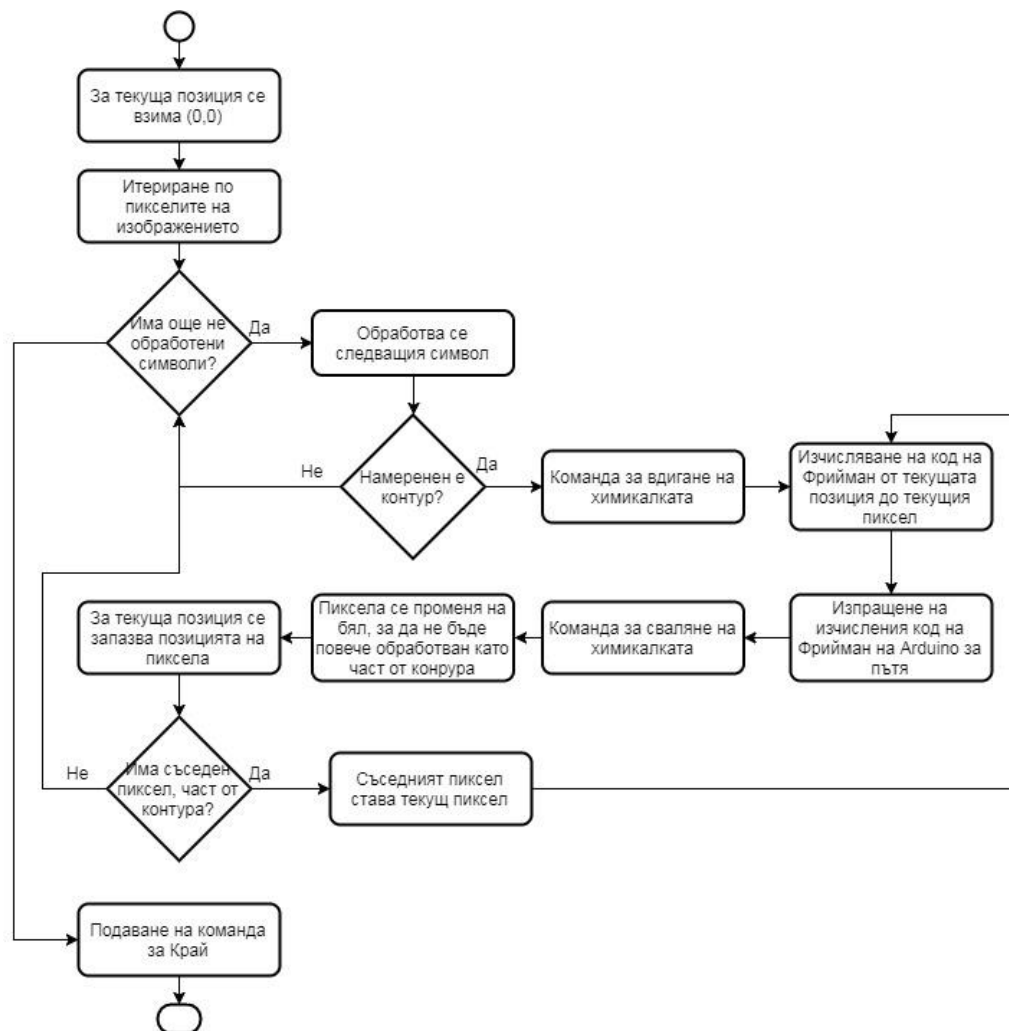 За текуща позиция се
взима (0,0)
Итериране по
пикселите на
изображението
Има още не
обработени
символи?
Да
Обработва се
следващия символ
Не
Намеренен е
контур?
Да
Команда за вдигане на
химикалката
Изчисляване на код на
Фрийман от текущата
позиция до текущия
пиксел
За текуща позиция се
запазва позицията на
пиксела
Пиксела се променя на
бял, за да не бъде
повече обработван като
част от конрура
Команда за сваляне на
химикалката
Изпращене на
изчисления код на
Фрийман на Arduino за
пътя
Не
Има съседен
пиксел, част от
контура?
Да
Съседният пиксел
става текущ пиксел
Подаване на команда
за Край